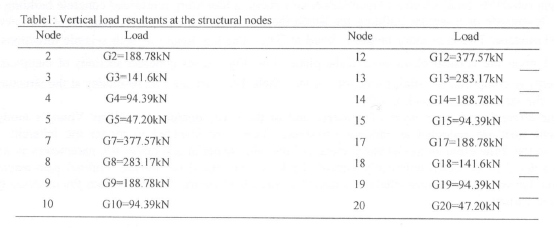 Table1: Vertical load resultants at the structural nodes
Node Load Node Load
2 G2=188.78kN 12 G12=377.57kN
3 G3=141.6kN 13 G13=283.17kN
4 G4=94.39kN 14 G14=188.78kN
5 G5=47.20kN 15 G15=94.39kN
7 G7=377.57kN 17 G17=188.78kN
8 G8=283.17kN 18 G18=141.6kN
9 G9=188.78kN 19 G19=94.39kN
10 G10=94.39kN 20 G20=47.20kN